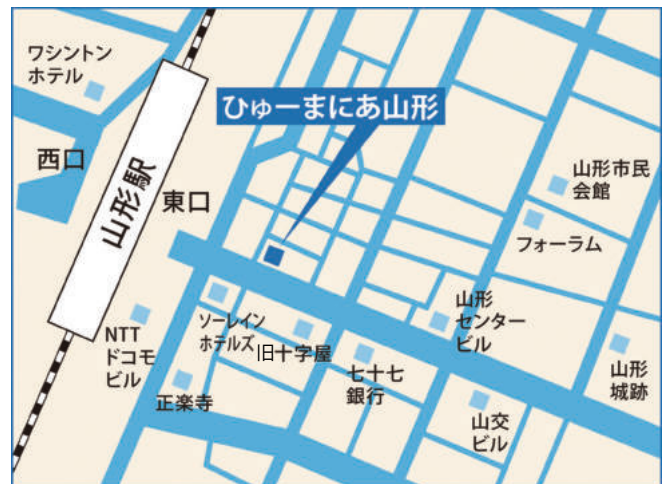 ワシントン
ホテル
ひゅーまにあ山形
西口
山形駅
東口
山形市民
会館
フォーラム
山形
センター
ビル
ソーレイン
ホテルズ
NTT
ドコモ
ビル
旧十字屋
七十七
銀行
山形
城跡
正楽寺
山交
ビル